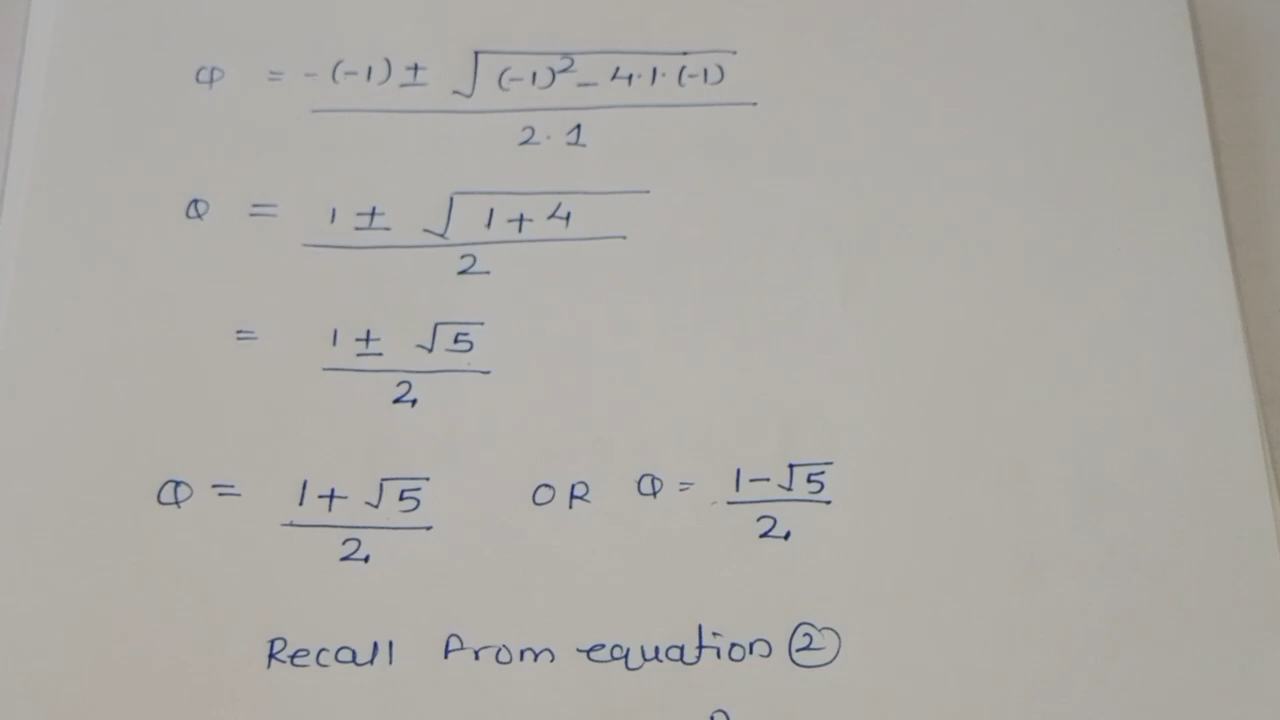 φ = -(-1) ± √(-1)² - 4·1·(-1)
2·1
φ = 1 ± √1+4
2
= 1 ± √5
2
φ = 1+√5 OR φ = 1-√5
2 2
Recall from equation ②